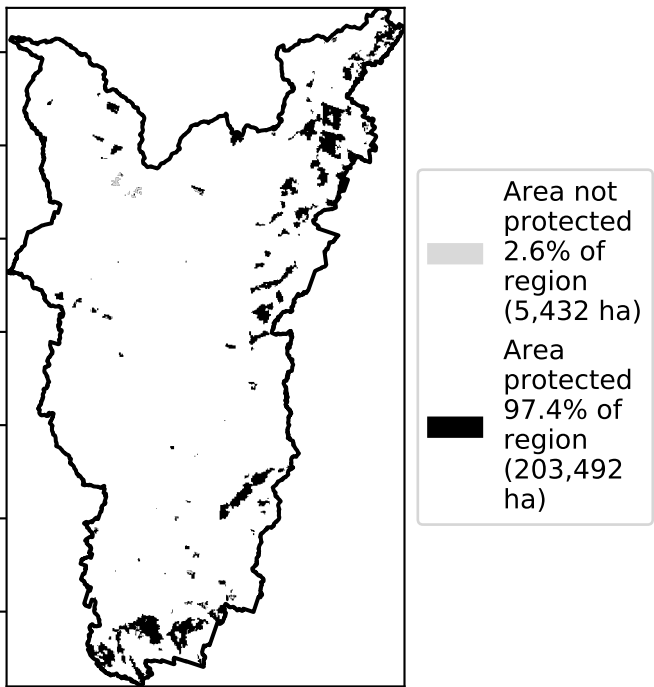 Area not
protected
2.6% of
region
(5,432 ha)
Area
protected
97.4% of
region
(203,492
ha)